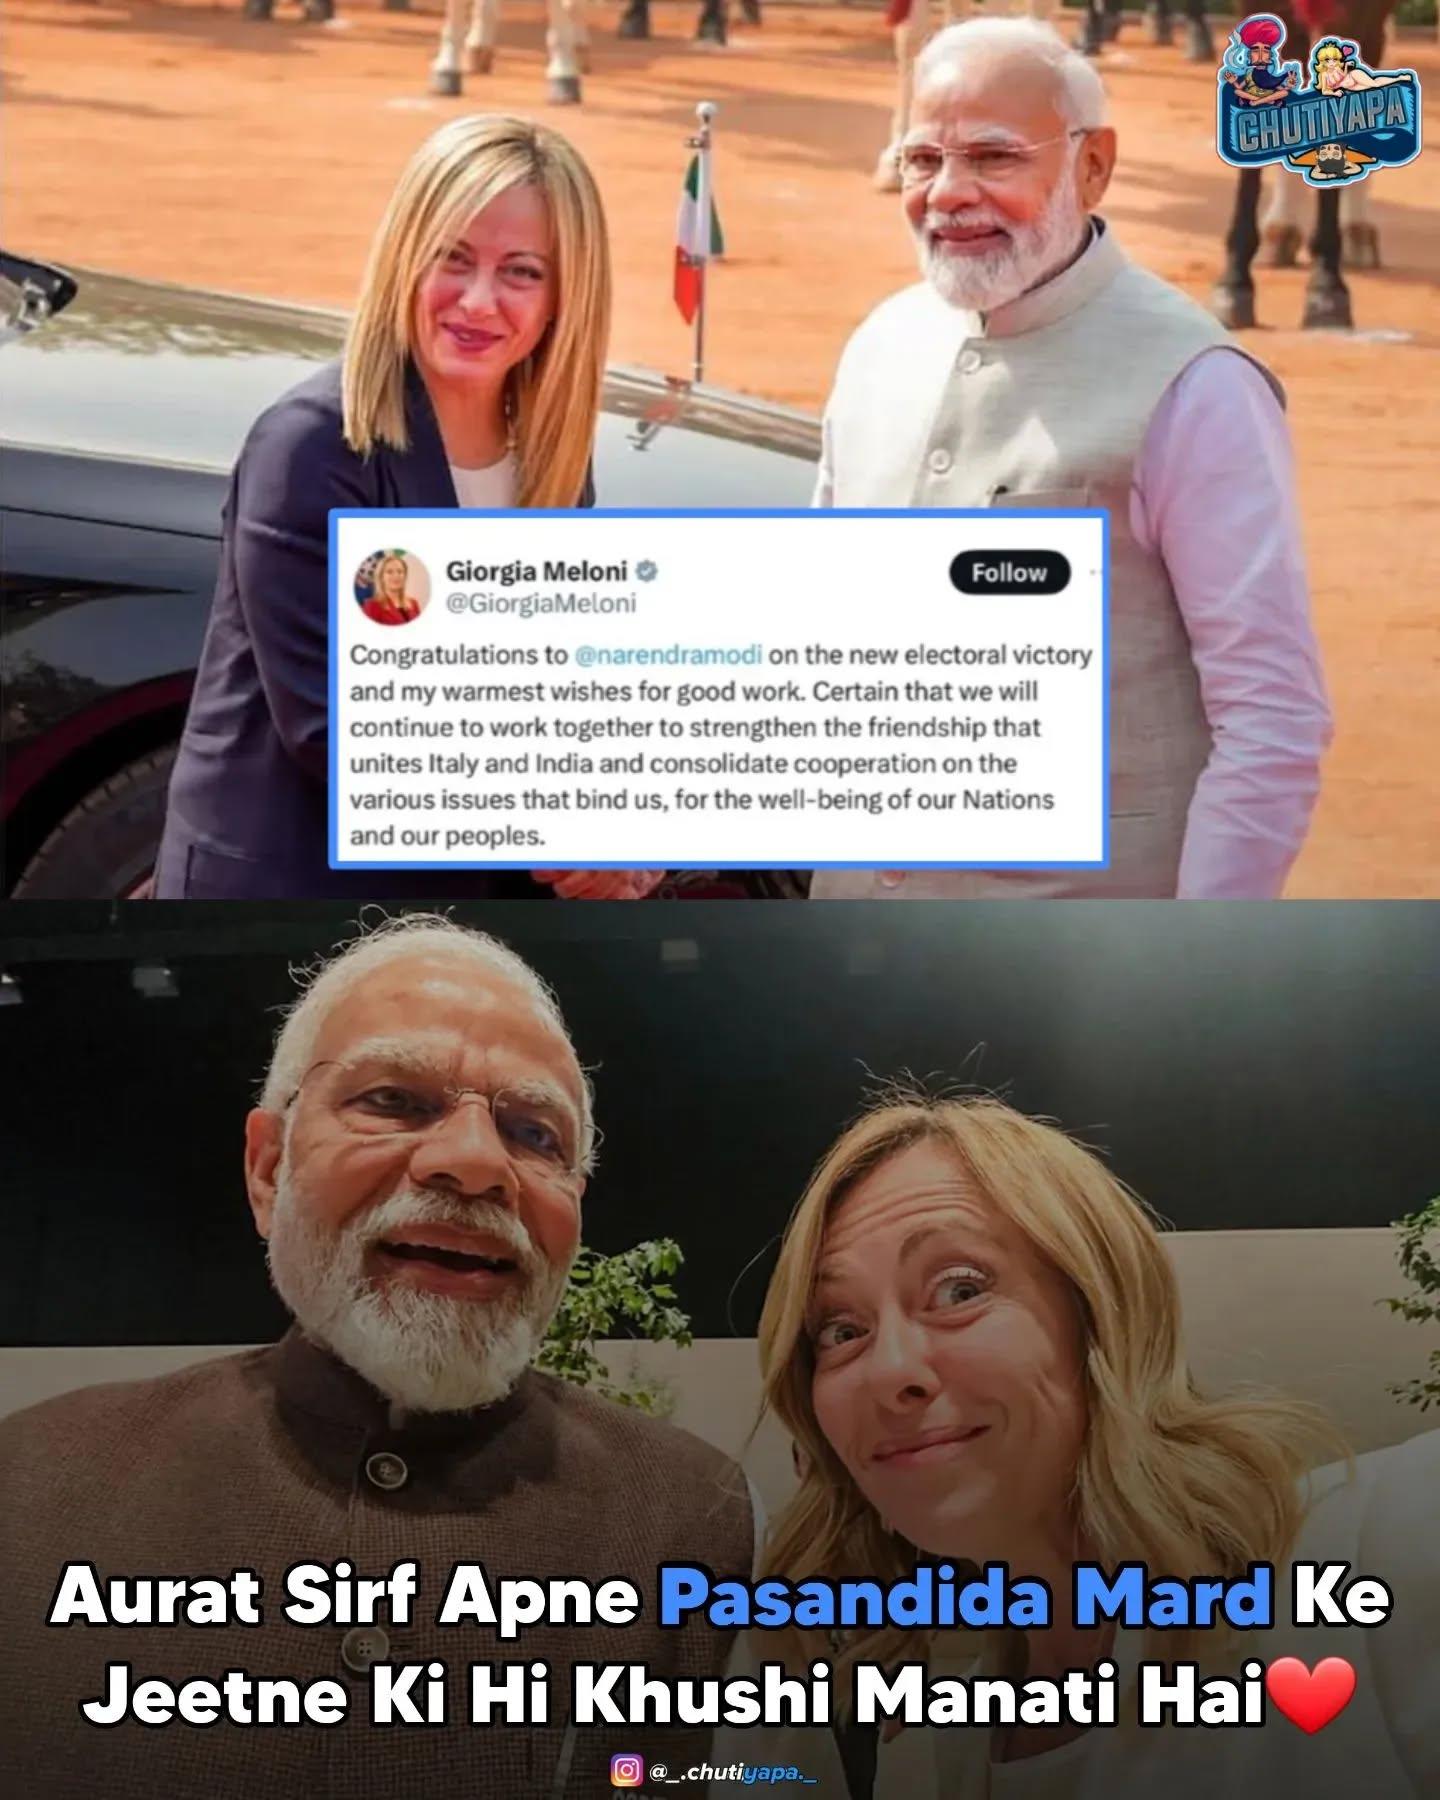 CHUTIYAPA
Giorgia Meloni
@GiorgiaMeloni
Follow
Congratulations to @narendramodi on the new electoral victory
and my warmest wishes for good work. Certain that we will
continue to work together to strengthen the friendship that
unites Italy and India and consolidate cooperation on the
various issues that bind us, for the well-being of our Nations
and our peoples.
Aurat Sirf Apne Pasandida Mard Ke
Jeetne Ki Hi Khushi Manati Hai❤️
@_.chutiyapa._